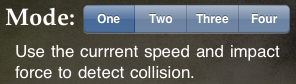 Mode: One Two Three Four
Use the currrent speed and impact
force to detect collision.